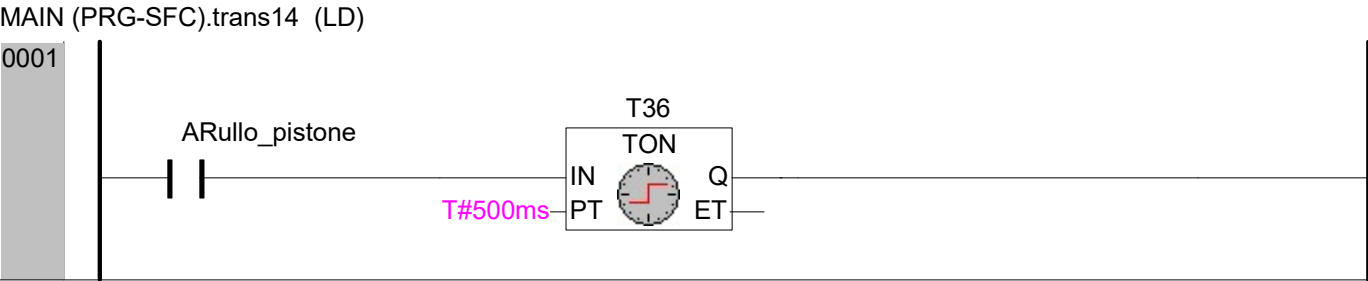 MAIN (PRG-SFC).trans14 (LD)
0001
T36
ARullo_pistone
TON
IN Q
T#500ms PT ET